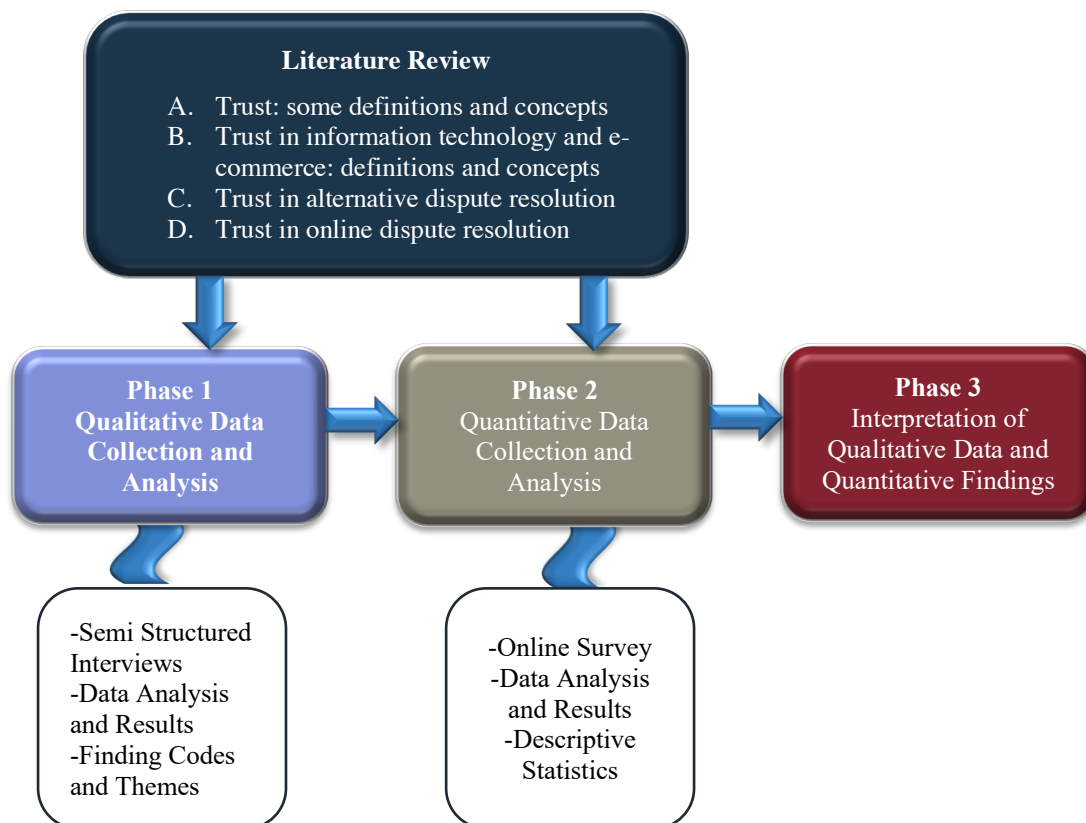 Literature Review
A. Trust: some definitions and concepts
B. Trust in information technology and e-
commerce: definitions and concepts
C. Trust in alternative dispute resolution
D. Trust in online dispute resolution
Phase 1
Qualitative Data
Collection and
Analysis
Phase 2
Quantitative Data
Collection and
Analysis
Phase 3
Interpretation of
Qualitative Data and
Quantitative Findings
-Semi Structured
Interviews
-Data Analysis
and Results
-Finding Codes
and Themes
-Online Survey
-Data Analysis
and Results
-Descriptive
Statistics